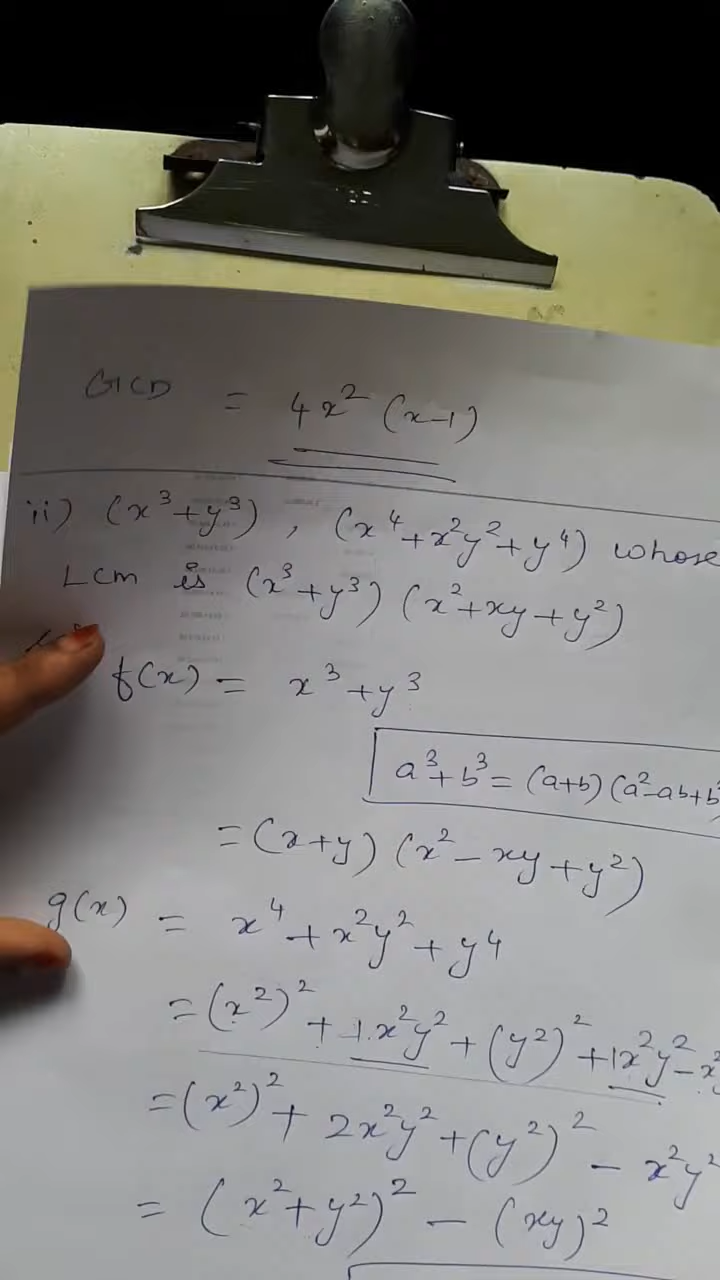 GCD = 4x² (x-1)
ii) (x³+y³) , (x⁴+x²y²+y⁴) whose
Lcm is (x³+y³) (x²+xy+y²)
f(x) = x³+y³
a³+b³ = (a+b) (a²-ab+b
= (x+y) (x²-xy+y²)
g(x) = x⁴+x²y²+y⁴
= (x²)² + 1x²y² + (y²)² + 1x²y² - x²
= (x²)² + 2x²y² + (y²)² - x²y²
= (x²+y²)² - (xy)²